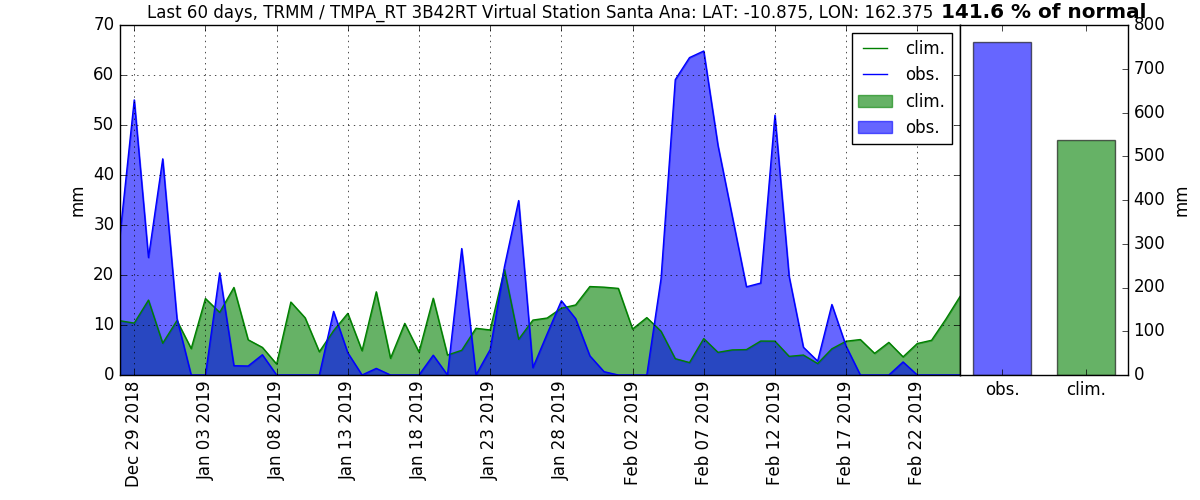 Last 60 days, TRMM / TMPA_RT 3B42RT Virtual Station Santa Ana: LAT: -10.875, LON: 162.375 141.6 % of normal
70
60
50
40
30
20
10
0
mm
clim.
obs.
clim.
obs.
Dec 29 2018
Jan 03 2019
Jan 08 2019
Jan 13 2019
Jan 18 2019
Jan 23 2019
Jan 28 2019
Feb 02 2019
Feb 07 2019
Feb 12 2019
Feb 17 2019
Feb 22 2019
800
700
600
500
400
300
200
100
0
mm
obs.
clim.